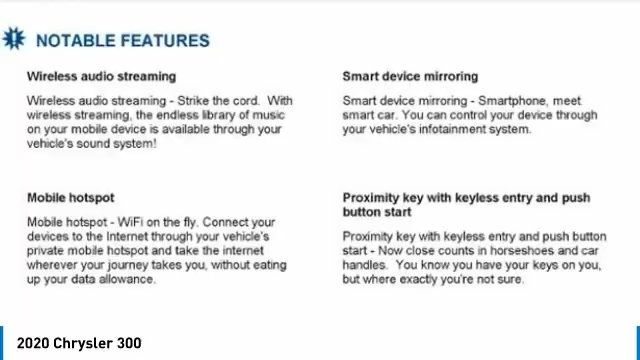 NOTABLE FEATURES
Wireless audio streaming
Wireless audio streaming - Strike the cord. With
wireless streaming, the endless library of music
on your mobile device is available through your
vehicle's sound system!
Smart device mirroring
Smart device mirroring - Smartphone, meet
smart car. You can control your device through
your vehicle's infotainment system.
Mobile hotspot
Mobile hotspot - WiFi on the fly. Connect your
devices to the Internet through your vehicle's
private mobile hotspot and take the internet
wherever your journey takes you, without eating
up your data allowance.
Proximity key with keyless entry and push
button start
Proximity key with keyless entry and push button
start - Now close counts in horseshoes and car
handles. You know you have your keys on you,
but where exactly you're not sure.
2020 Chrysler 300